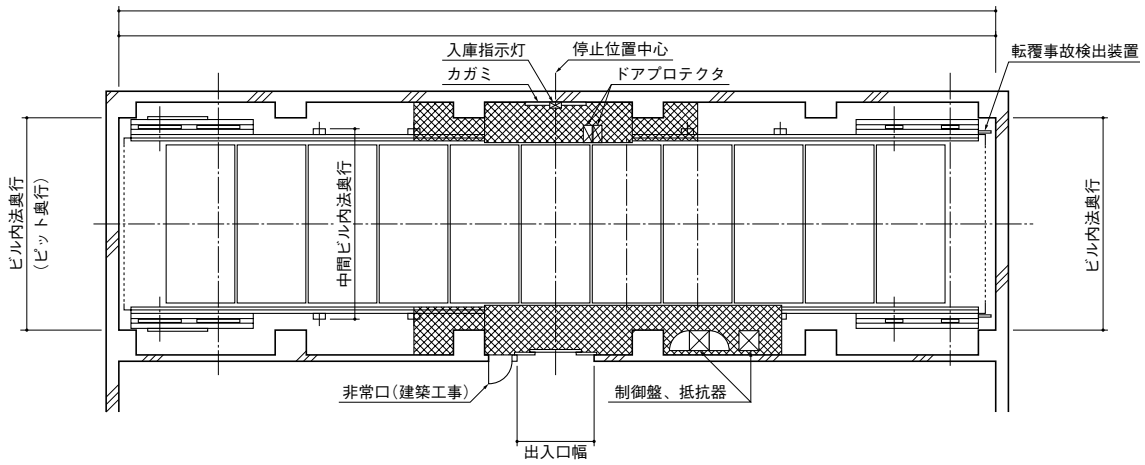 入庫指示灯
停止位置中心
転覆事故検出装置
カガミ
ドアプロテクタ
ビル内法奥行
(ピット奥行)
中間ビル内法奥行
ビル内法奥行
非常口(建築工事)
制御盤、抵抗器
出入口幅